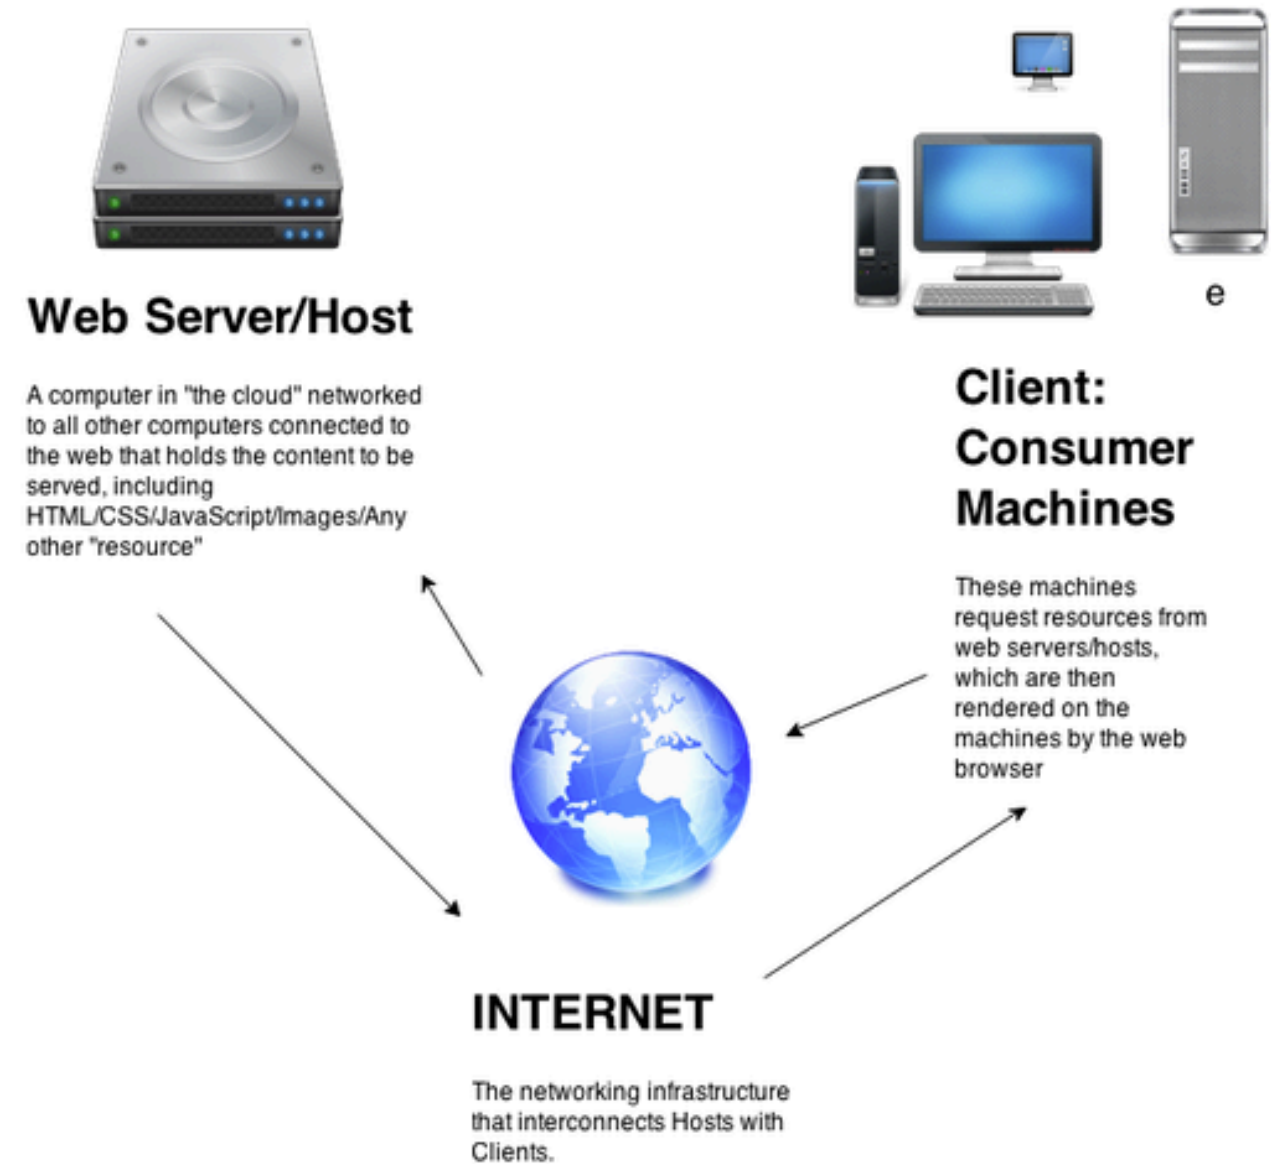 Web Server/Host
A computer in "the cloud" networked
to all other computers connected to
the web that holds the content to be
served, including
HTML/CSS/JavaScript/Images/Any
other "resource"
e
Client:
Consumer
Machines
These machines
request resources from
web servers/hosts,
which are then
rendered on the
machines by the web
browser
INTERNET
The networking infrastructure
that interconnects Hosts with
Clients.